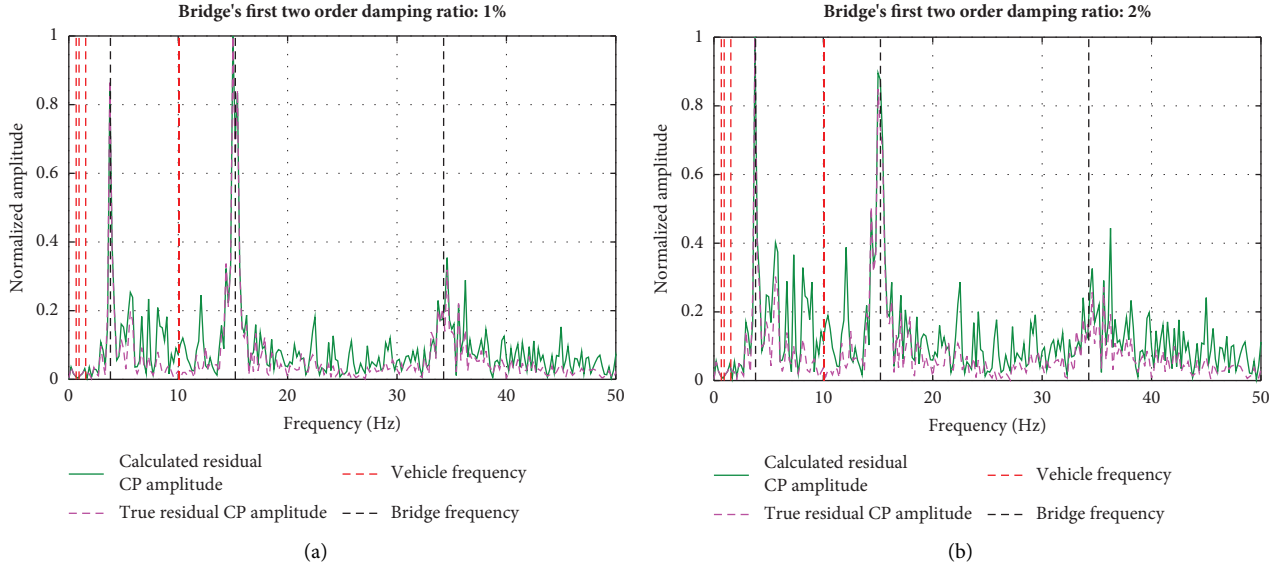 Bridge's first two order damping ratio: 1%
1
0.8
0.6
0.4
0.2
0
Normalized amplitude
0 10 20 30 40 50
Frequency (Hz)
Calculated residual
CP amplitude
True residual CP amplitude
Vehicle frequency
Bridge frequency
(a)
Bridge's first two order damping ratio: 2%
1
0.8
0.6
0.4
0.2
0
Normalized amplitude
0 10 20 30 40 50
Frequency (Hz)
Calculated residual
CP amplitude
True residual CP amplitude
Vehicle frequency
Bridge frequency
(b)